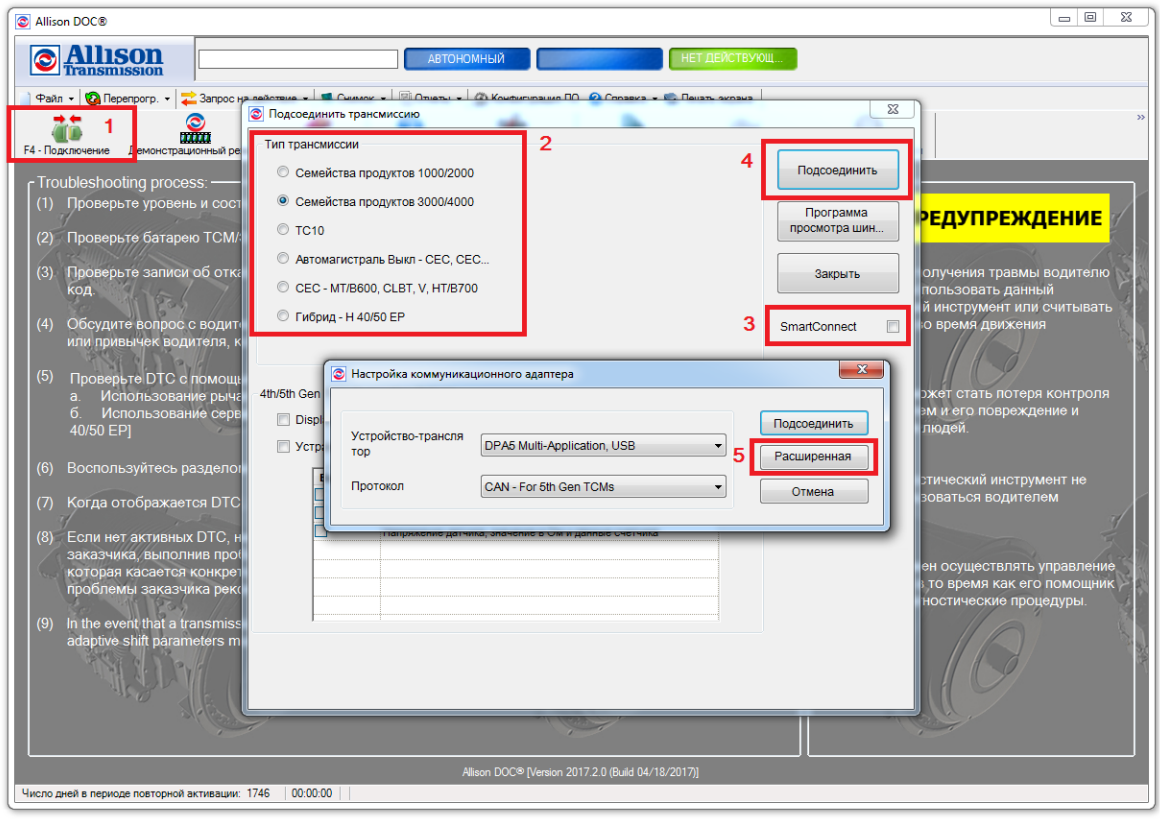 Allison DOC®
Allison
Transmission
АВТОНОМНЫЙ
НЕТ ДЕЙСТВУЮЩ...
Файл
Перепрогр.
Запрос на действие
Снимок
Отчеты
Конфигурация ПО
Справка
Печать экрана
»
1
F4 - Подключение
Демонстрационный ре
Troubleshooting process:
(1) Проверьте уровень и сост
(2) Проверьте батарею TCM/
(3) Проверьте записи об отка
код.
(4) Обсудите вопрос с водит
или привычек водителя, к
(5) Проверьте DTC с помощь
а. Использование рыча
б. Использование серв
40/50 EP]
(6) Воспользуйтесь разделом
(7) Когда отображается DTC
(8) Если нет активных DTC, н
заказчика, выполнив про
которая касается конкрет
проблемы заказчика реко
(9) In the event that a transmiss
adaptive shift parameters m
Подсоединить трансмиссию
Тип трансмиссии
2
Семейства продуктов 1000/2000
Семейства продуктов 3000/4000
TC10
Автомагистраль Выкл - CEC, CEC...
CEC - MT/B600, CLBT, V, HT/B700
Гибрид - H 40/50 EP
4
Подсоединить
Программа
просмотра шин...
Закрыть
3
SmartConnect
4th/5th Gen
Displ
Устр
Напряжение датчика, значение в Ом и данные счетчика
Настройка коммуникационного адаптера
Устройство-трансля
тор
DPA5 Multi-Application, USB
Протокол
CAN - For 5th Gen TCMs
Подсоединить
5
Расширенная
Отмена
РЕДУПРЕЖДЕНИЕ
олучения травмы водителю
пользовать данный
й инструмент или считывать
во время движения
ожет стать потеря контроля
ем и его повреждение и
людей.
стический инструмент не
зоваться водителем
ен осуществлять управление
в то время как его помощник
ностические процедуры.
Allison DOC® [Version 2017.2.0 (Build 04/18/2017)]
Число дней в периоде повторной активации: 1746
00:00:00